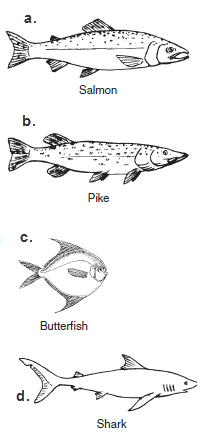 a.
Salmon
b.
Pike
c.
Butterfish
d.
Shark